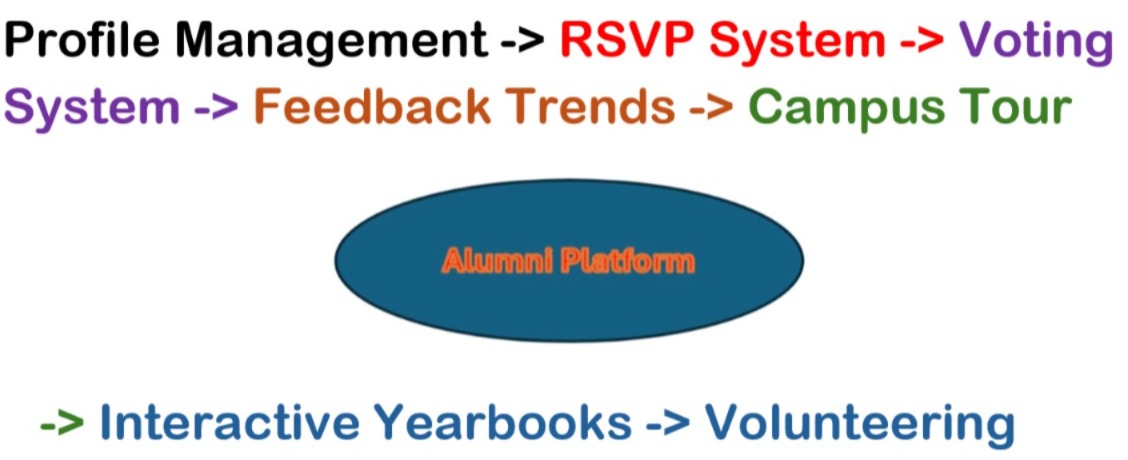 Profile Management -> RSVP System -> Voting
System -> Feedback Trends -> Campus Tour
Alumni Platform
-> Interactive Yearbooks -> Volunteering